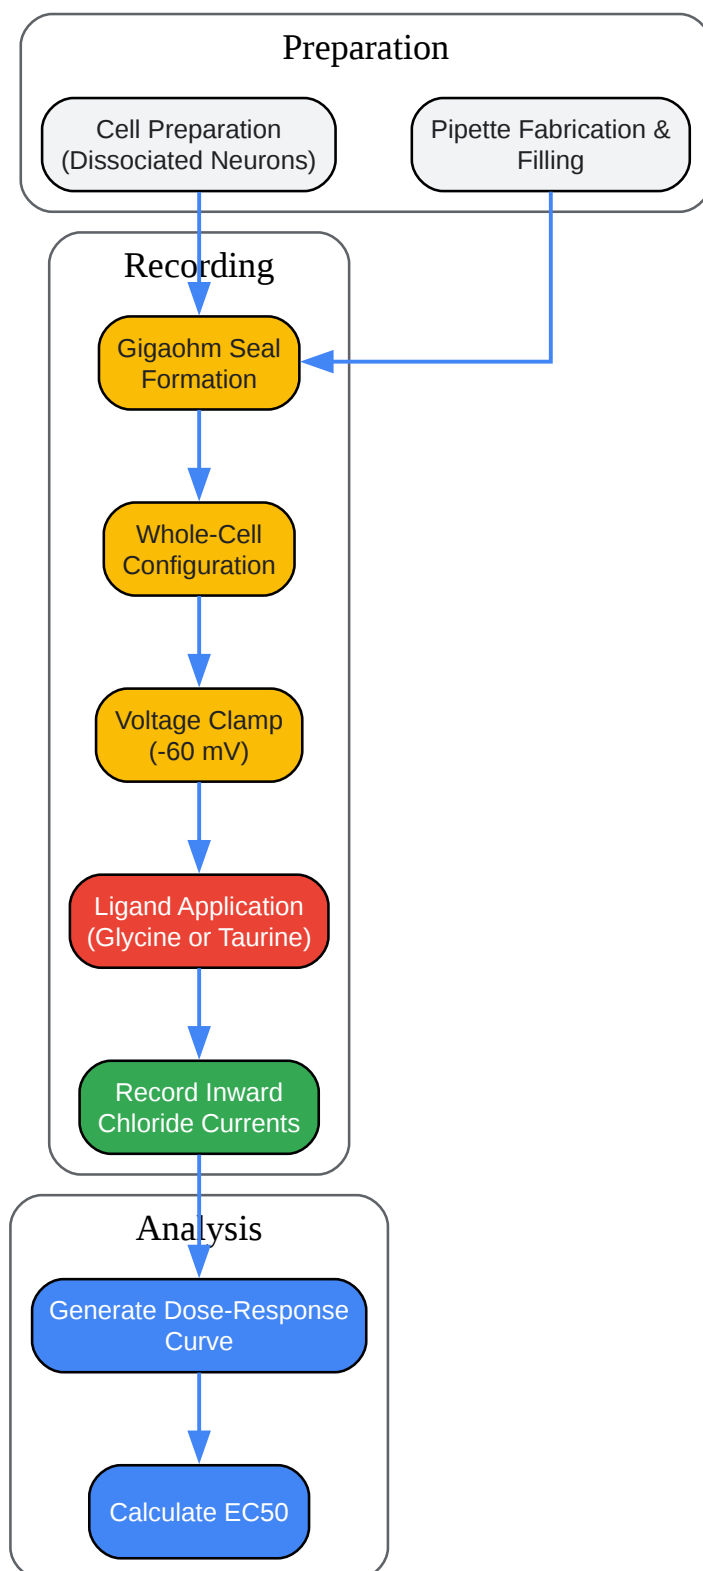 Preparation
Cell Preparation
(Dissociated Neurons)
Pipette Fabrication &
Filling
Recording
Gigaohm Seal
Formation
Whole-Cell
Configuration
Voltage Clamp
(-60 mV)
Ligand Application
(Glycine or Taurine)
Record Inward
Chloride Currents
Analysis
Generate Dose-Response
Curve
Calculate EC50